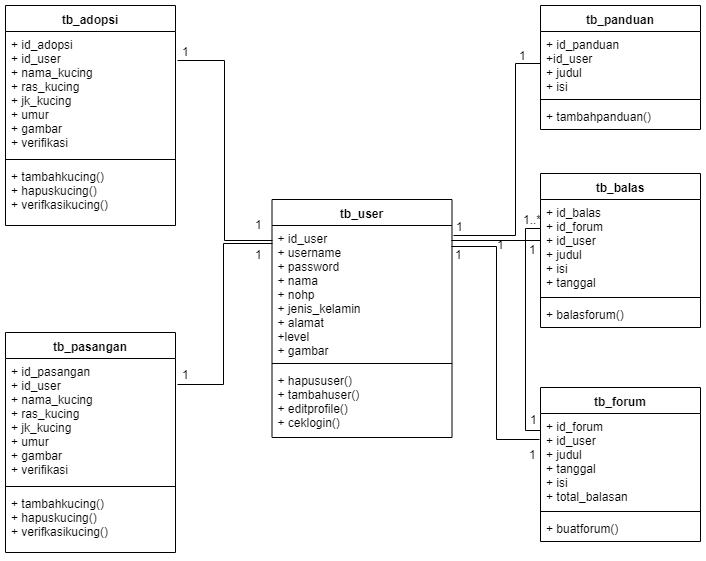 tb_adopsi
+ id_adopsi
+ id_user
+ nama_kucing
+ ras_kucing
+ jk_kucing
+ umur
+ gambar
+ verifikasi
+ tambahkucing()
+ hapuskucing()
+ verifkasikucing()
1
1
tb_pasangan
+ id_pasangan
+ id_user
+ nama_kucing
+ ras_kucing
+ jk_kucing
+ umur
+ gambar
+ verifikasi
+ tambahkucing()
+ hapuskucing()
+ verifkasikucing()
1
1
tb_user
+ id_user
+ username
+ password
+ nama
+ nohp
+ jenis_kelamin
+ alamat
+level
+ gambar
+ hapususer()
+ tambahuser()
+ editprofile()
+ ceklogin()
1
1
1
1
tb_panduan
+ id_panduan
+id_user
+ judul
+ isi
+ tambahpanduan()
1..*
1
tb_balas
+ id_balas
+ id_forum
+ id_user
+ judul
+ isi
+ tanggal
+ balasforum()
1
1
tb_forum
+ id_forum
+ id_user
+ judul
+ tanggal
+ isi
+ total_balasan
+ buatforum()